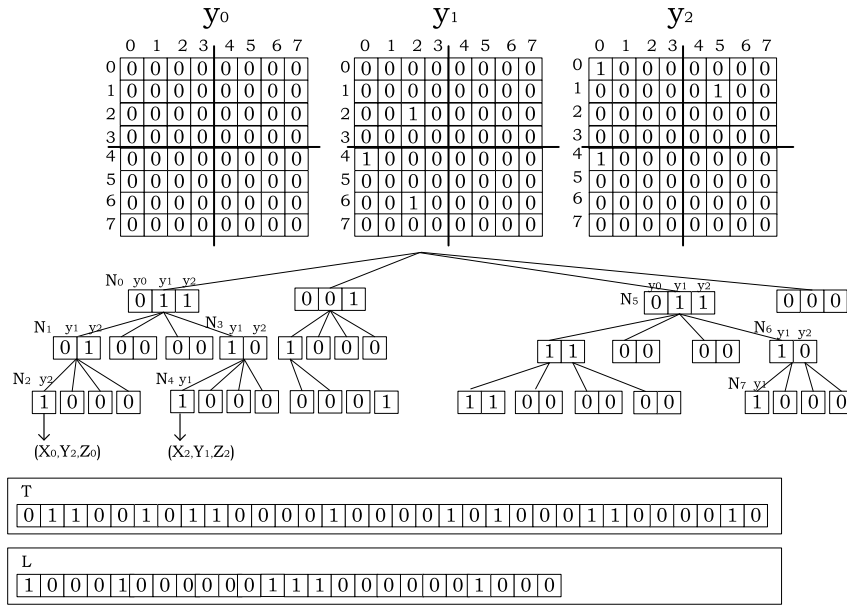 y0 y1 y2
0 1 2 3 4 5 6 7 0 1 2 3 4 5 6 7 0 1 2 3 4 5 6 7
0 0 0 0 0 0 0 0 0 0 0 0 0 0 0 0 0 0 0 1 0 0 0 0 0 0 0
1 0 0 0 0 0 0 0 0 1 0 0 0 0 0 0 0 0 1 0 0 0 0 0 1 0 0
2 0 0 0 0 0 0 0 0 2 0 0 1 0 0 0 0 0 2 0 0 0 0 0 0 0 0
3 0 0 0 0 0 0 0 0 3 0 0 0 0 0 0 0 0 3 0 0 0 0 0 0 0 0
4 0 0 0 0 0 0 0 0 4 1 0 0 0 0 0 0 0 4 1 0 0 0 0 0 0 0
5 0 0 0 0 0 0 0 0 5 0 0 0 0 0 0 0 0 5 0 0 0 0 0 0 0 0
6 0 0 0 0 0 0 0 0 6 0 0 1 0 0 0 0 0 6 0 0 0 0 0 0 0 0
7 0 0 0 0 0 0 0 0 7 0 0 0 0 0 0 0 0 7 0 0 0 0 0 0 0 0
N0 y0 y1 y2 N5 y0 y1 y2
0 1 1 0 0 1 0 1 1 0 0 0
N1 y1 y2 N3 y1 y2 N6 y1 y2
0 1 0 0 0 0 1 0 1 0 0 0 1 1 0 0 0 0 1 0
N2 y2 N4 y1 N7 y1
1 0 0 0 1 0 0 0 0 0 0 1 1 1 0 0 0 0 0 0 1 0 0 0
(X0,Y2,Z0) (X2,Y1,Z2)
T
0 1 1 0 0 1 0 1 1 0 0 0 0 1 0 0 0 0 1 0 1 0 0 0 1 1 0 0 0 0 1 0
L
1 0 0 0 1 0 0 0 0 0 0 1 1 1 0 0 0 0 0 0 1 0 0 0